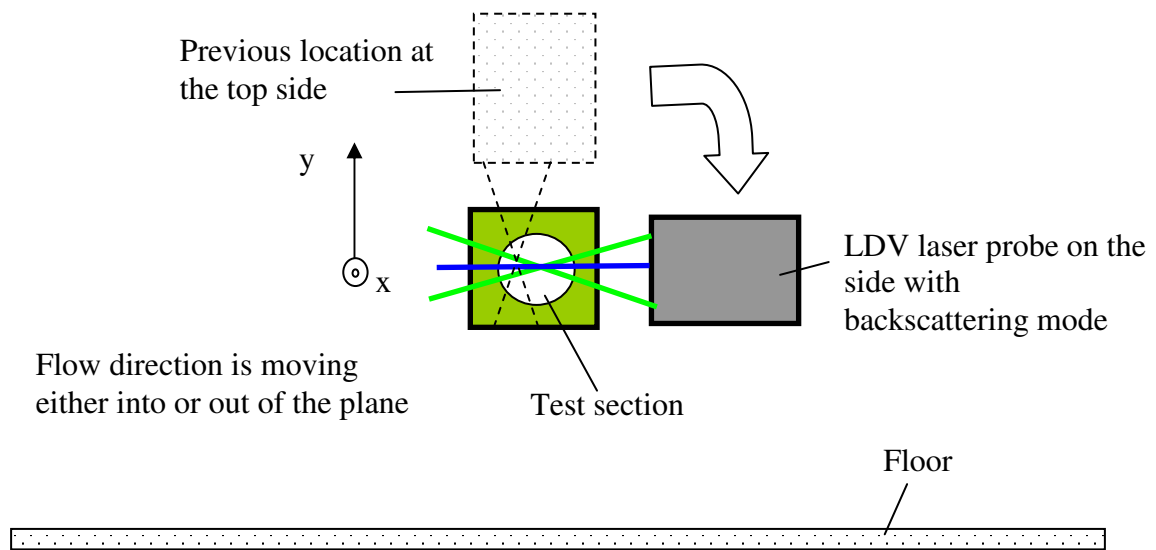 Previous location at
the top side
y
x
LDV laser probe on the
side with
backscattering mode
Flow direction is moving
either into or out of the plane
Test section
Floor